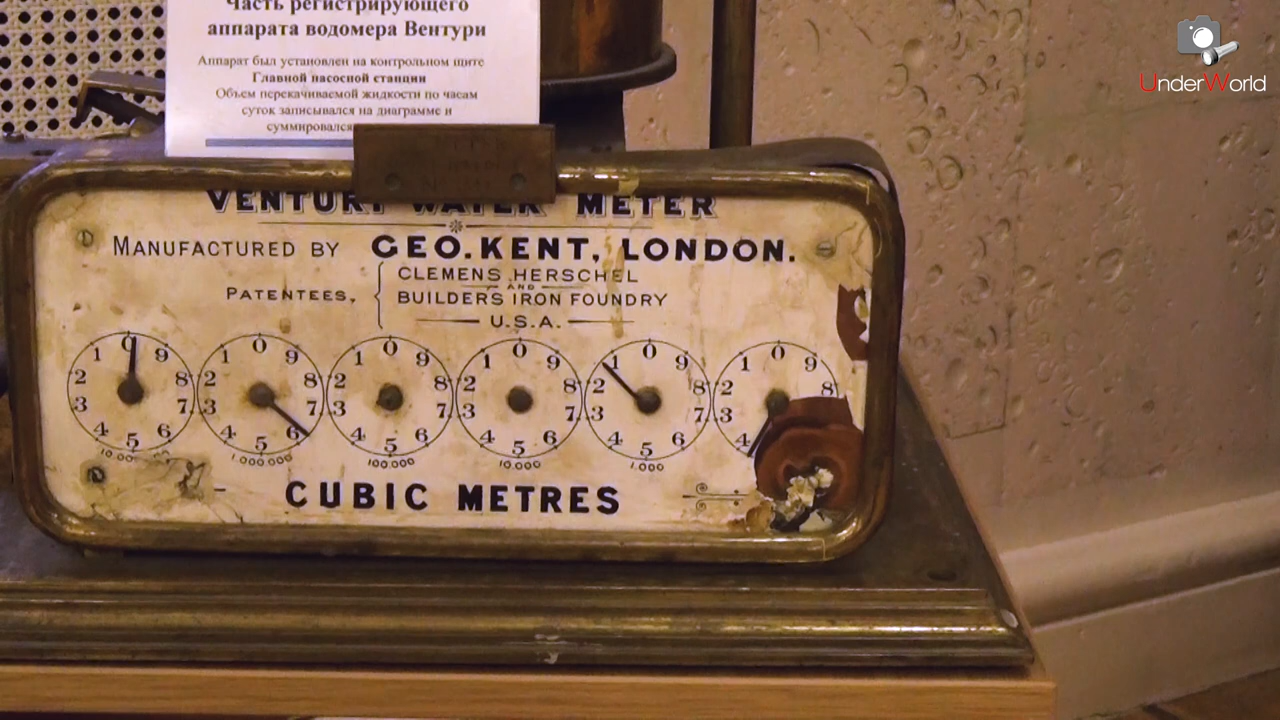 Часть регистрирующего
аппарата водомера Вентури
Аппарат был установлен на контрольном щите
Главной насосной станции
Объем перекачиваемой жидкости по часам
суток записывался на диаграмме и
суммировался
UnderWorld
VENTURI WATER METER
MANUFACTURED BY GEO. KENT, LONDON.
PATENTEES,
CLEMENS HERSCHEL
AND
BUILDERS IRON FOUNDRY
U.S.A.
0 1 2 3 4 5 6 7 8 9
0 1 2 3 4 5 6 7 8 9
1.000.000
0 1 2 3 4 5 6 7 8 9
100.000
0 1 2 3 4 5 6 7 8 9
10.000
0 1 2 3 4 5 6 7 8 9
1.000
0 1 2 3 4 8 9
CUBIC METRES